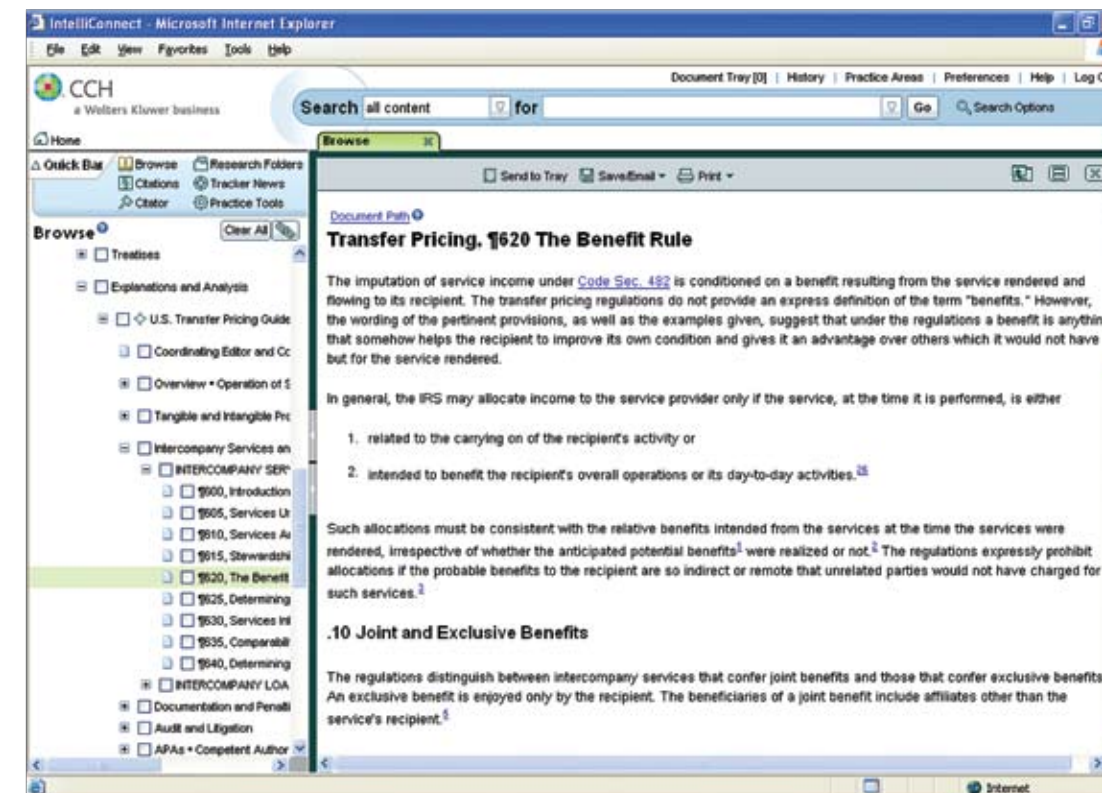 IntelliConnect - Microsoft Internet Explorer
File Edit View Favorites Tools Help
CCH
a Wolters Kluwer business
Document Tray [0] | History | Practice Areas | Preferences | Help | Log
Search all content for Go Search Options
Home
Browse
Quick Bar Browse Research Folders
Citations Tracker News
Citator Practice Tools
Browse Clear All
Treatises
Explanations and Analysis
U.S. Transfer Pricing Guide
Coordinating Editor and Co
Overview • Operation of S
Tangible and Intangible Pro
Intercompany Services an
INTERCOMPANY SER
¶600, Introduction
¶605, Services Un
¶610, Services Au
¶615, Stewardshi
¶620, The Benefit
¶625, Determining
¶630, Services Int
¶635, Comparabili
¶640, Determining
INTERCOMPANY LOA
Documentation and Penalti
Audit and Litigation
APAs • Competent Author
Send to Tray Save/Email Print
Document Path
Transfer Pricing, ¶620 The Benefit Rule
The imputation of service income under Code Sec. 482 is conditioned on a benefit resulting from the service rendered and
flowing to its recipient. The transfer pricing regulations do not provide an express definition of the term "benefits." However,
the wording of the pertinent provisions, as well as the examples given, suggest that under the regulations a benefit is anythin
that somehow helps the recipient to improve its own condition and gives it an advantage over others which it would not have
but for the service rendered.
In general, the IRS may allocate income to the service provider only if the service, at the time it is performed, is either
1. related to the carrying on of the recipient's activity or
2. intended to benefit the recipient's overall operations or its day-to-day activities.
Such allocations must be consistent with the relative benefits intended from the services at the time the services were
rendered, irrespective of whether the anticipated potential benefits1 were realized or not.2 The regulations expressly prohibit
allocations if the probable benefits to the recipient are so indirect or remote that unrelated parties would not have charged for
such services.3
.10 Joint and Exclusive Benefits
The regulations distinguish between intercompany services that confer joint benefits and those that confer exclusive benefits
An exclusive benefit is enjoyed only by the recipient. The beneficiaries of a joint benefit include affiliates other than the
service's recipient.
Internet